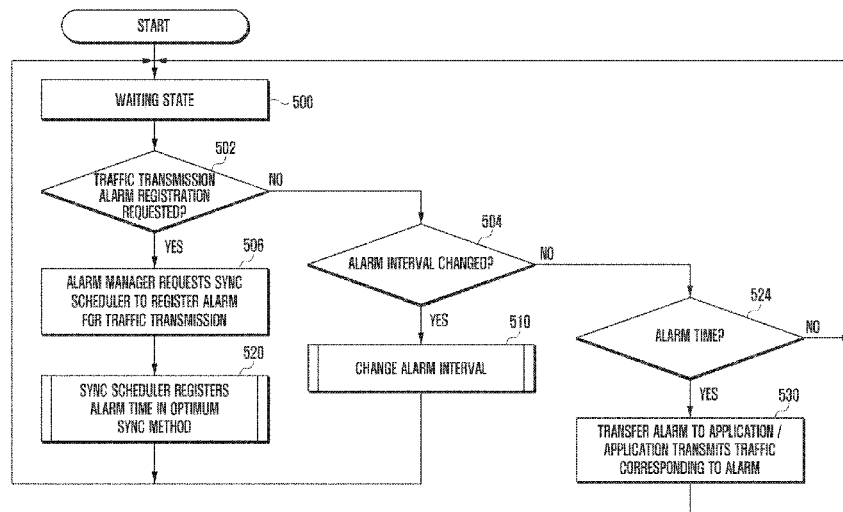 START
WAITING STATE
500
502
TRAFFIC TRANSMISSION
ALARM REGISTRATION
REQUESTED?
NO
YES
506
ALARM MANAGER REQUESTS SYNC
SCHEDULER TO REGISTER ALARM
FOR TRAFFIC TRANSMISSION
520
SYNC SCHEDULER REGISTERS
ALARM TIME IN OPTIMUM
SYNC METHOD
504
ALARM INTERVAL CHANGED?
NO
YES
510
CHANGE ALARM INTERVAL
524
ALARM TIME?
NO
YES
530
TRANSFER ALARM TO APPLICATION /
APPLICATION TRANSMITS TRAFFIC
CORRESPONDING TO ALARM